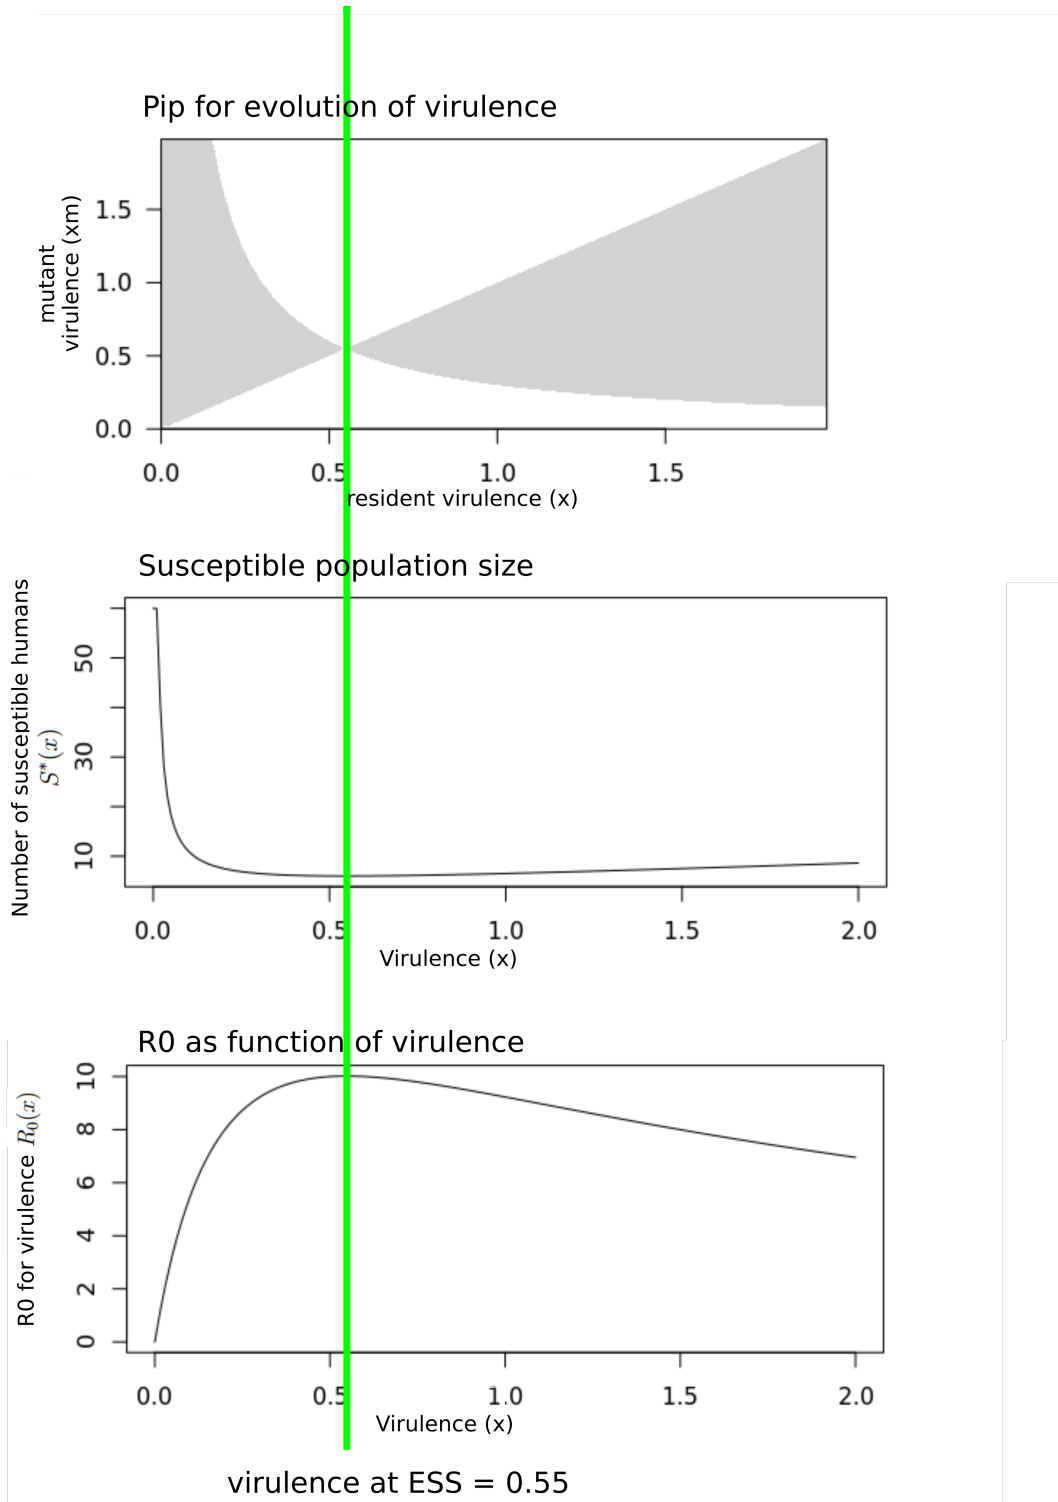 Pip for evolution of virulence
mutant
virulence (xm)
1.5
1.0
0.5
0.0
0.0 0.5 1.0 1.5
resident virulence (x)
Susceptible population size
Number of susceptible humans
S*(x)
50
30
10
0.0 0.5 1.0 1.5 2.0
Virulence (x)
R0 as function of virulence
R0 for virulence R₀(x)
10
8
6
4
2
0
0.0 0.5 1.0 1.5 2.0
Virulence (x)
virulence at ESS = 0.55